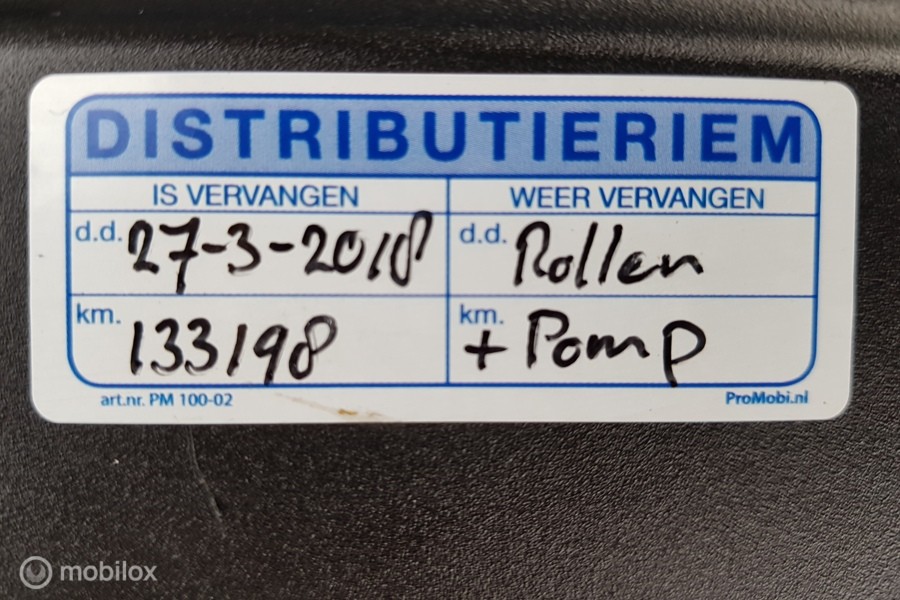 DISTRIBUTIERIEM
IS VERVANGEN WEER VERVANGEN
d.d. 27-3-2018 d.d. Rollen
km. 133198 km. + Pomp
art.nr. PM 100-02 ProMobi.nl
mobilox